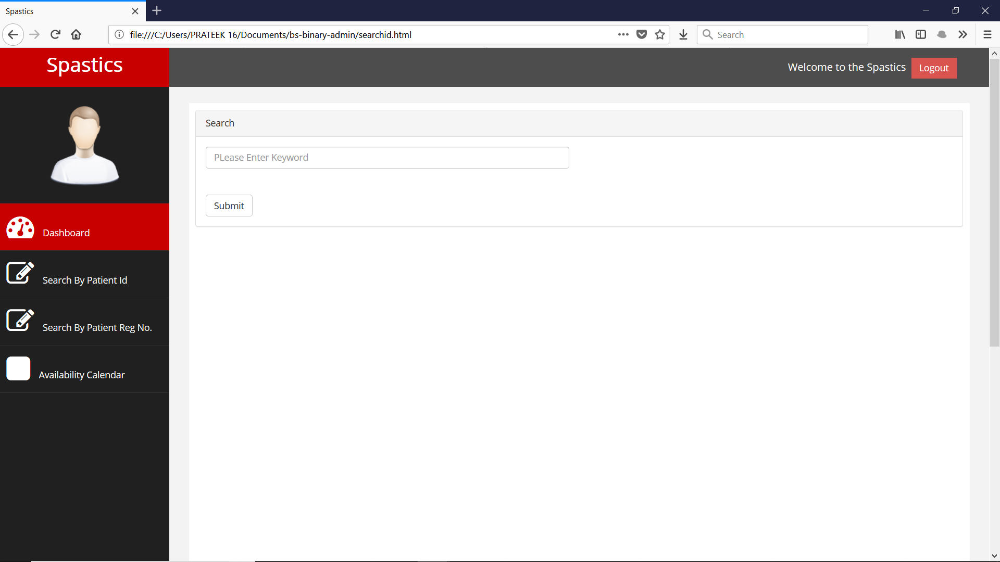 Spastics
file:///C:/Users/PRATEEK 16/Documents/bs-binary-admin/searchid.html
Search
Spastics
Welcome to the Spastics
Logout
Search
PLease Enter Keyword
Submit
Dashboard
Search By Patient Id
Search By Patient Reg No.
Availability Calendar